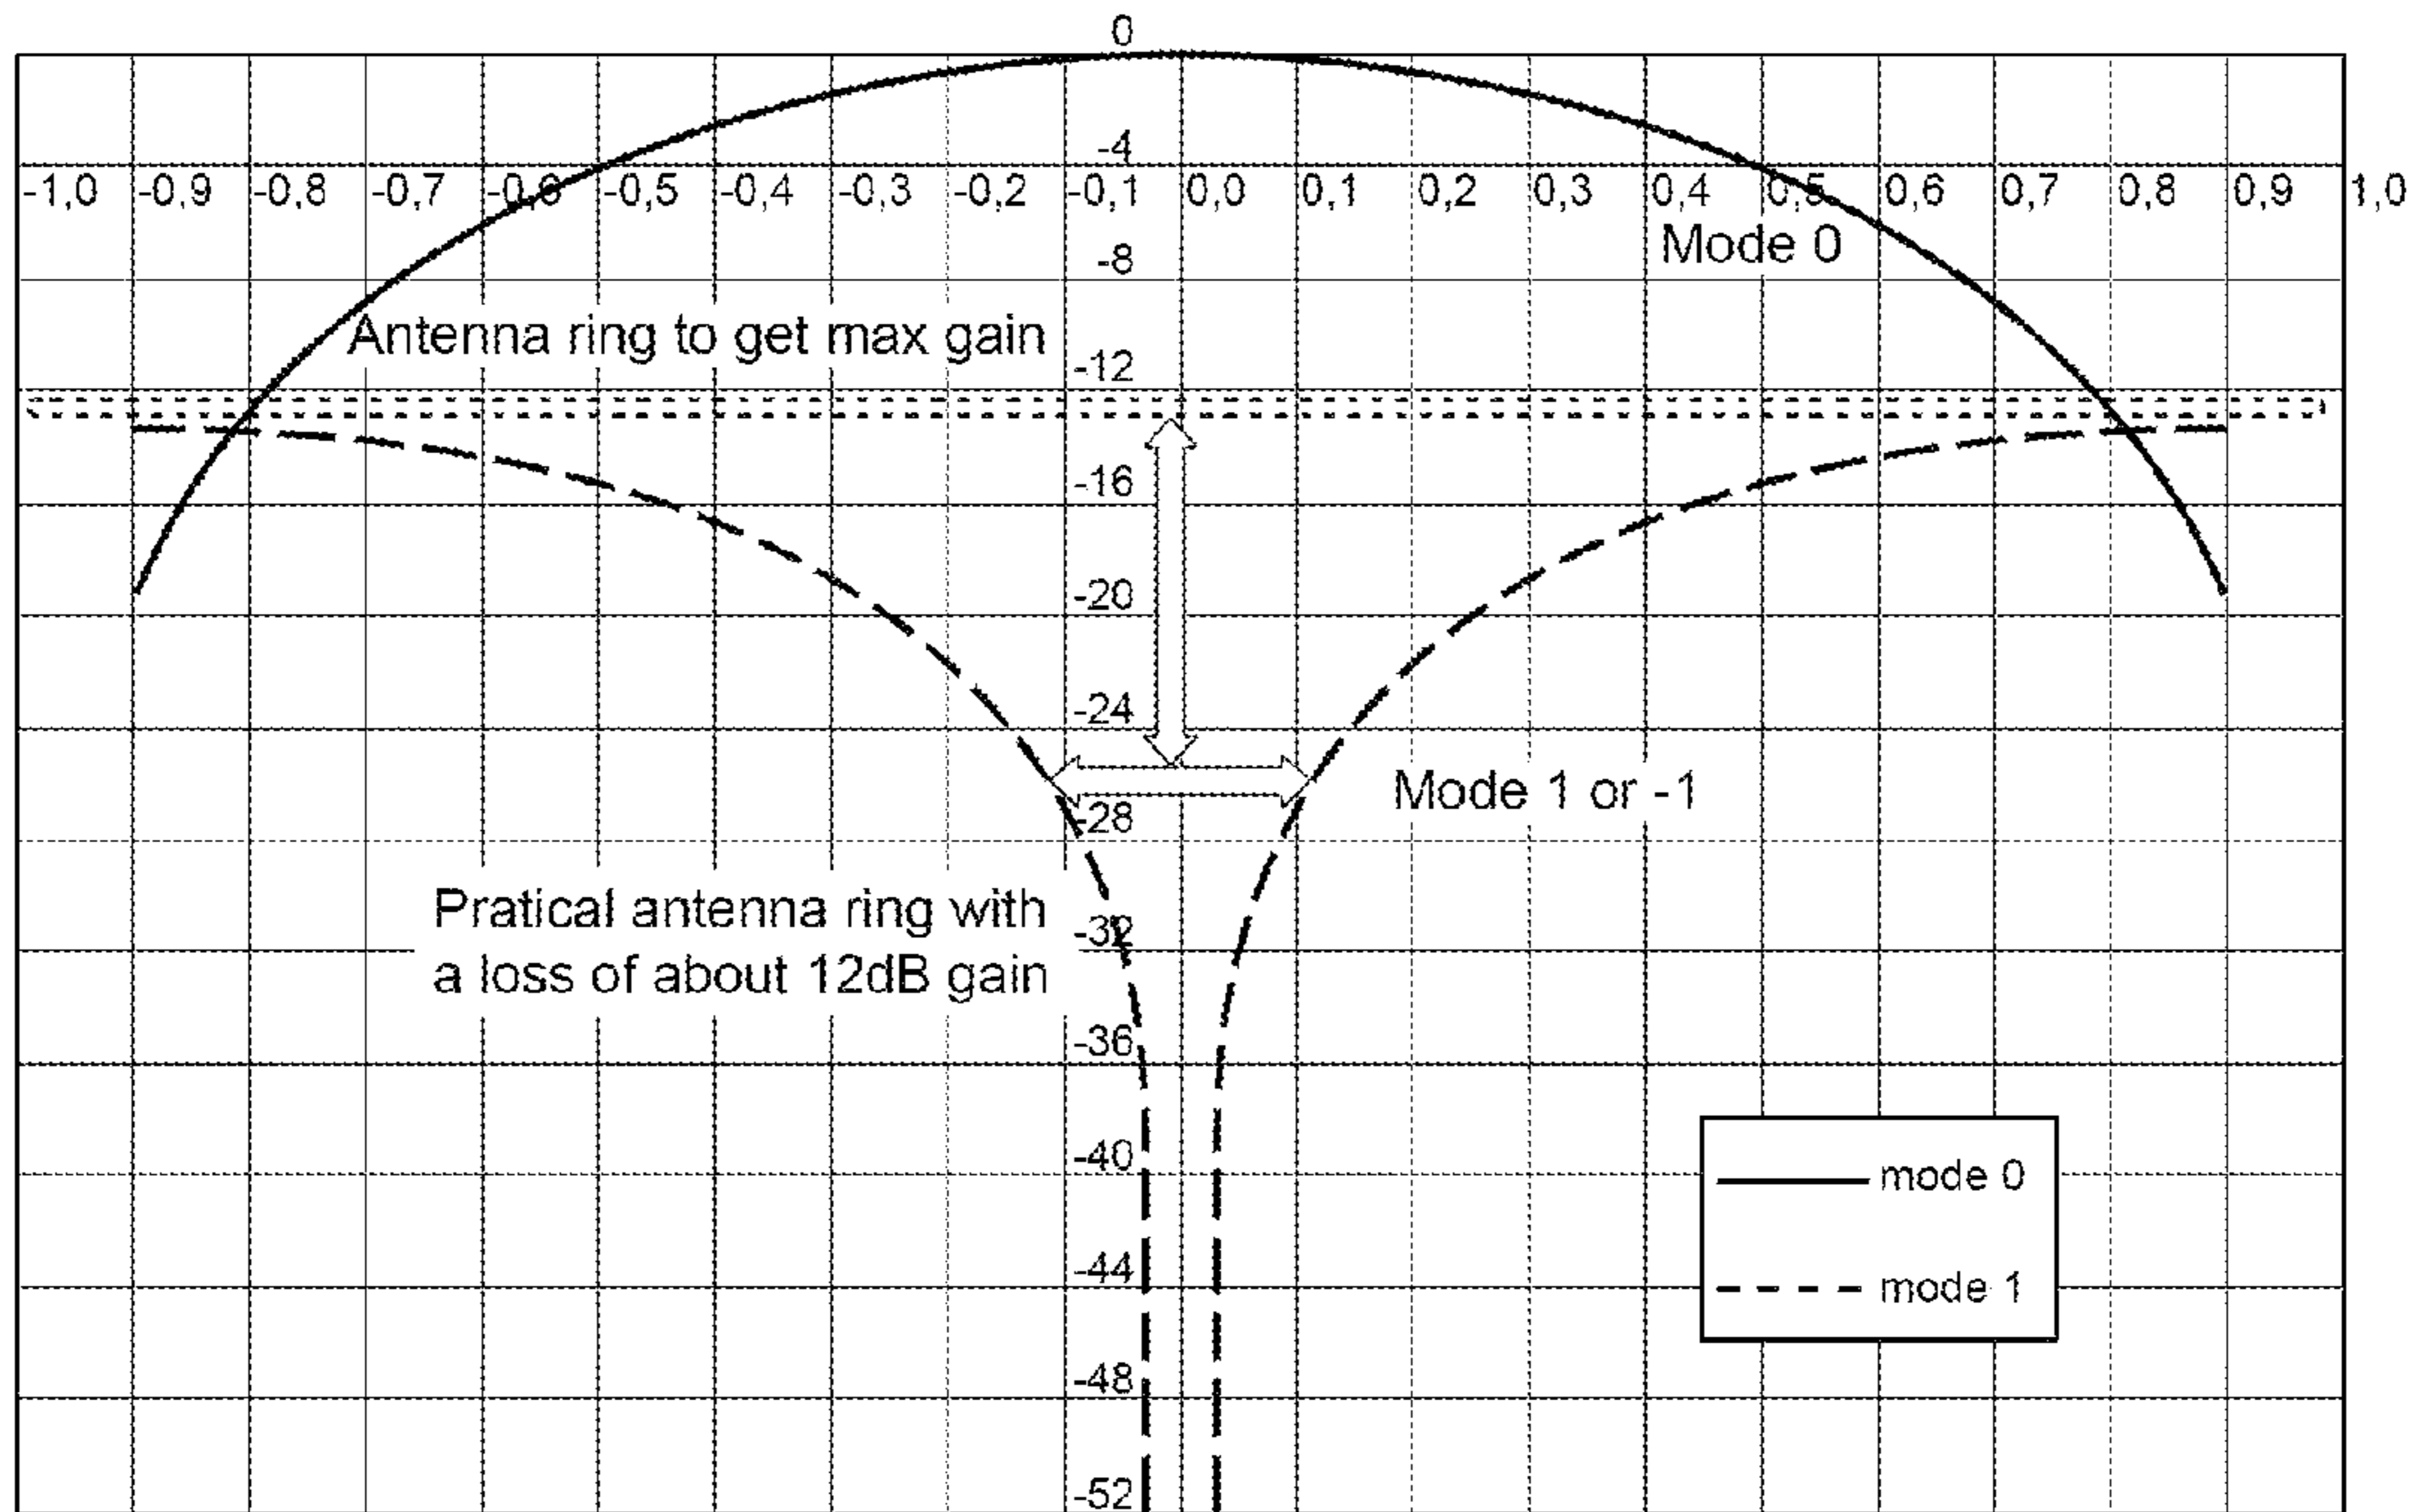 0
-4
-1,0 -0,9 -0,8 -0,7 -0,6 -0,5 -0,4 -0,3 -0,2 -0,1 0,0 0,1 0,2 0,3 0,4 0,5 0,6 0,7 0,8 0,9 1,0
Mode 0
-8
Antenna ring to get max gain
-12
-16
-20
-24
Mode 1 or -1
-28
Pratical antenna ring with
a loss of about 12dB gain
-32
-36
-40
mode 0
-44
mode 1
-48
-52